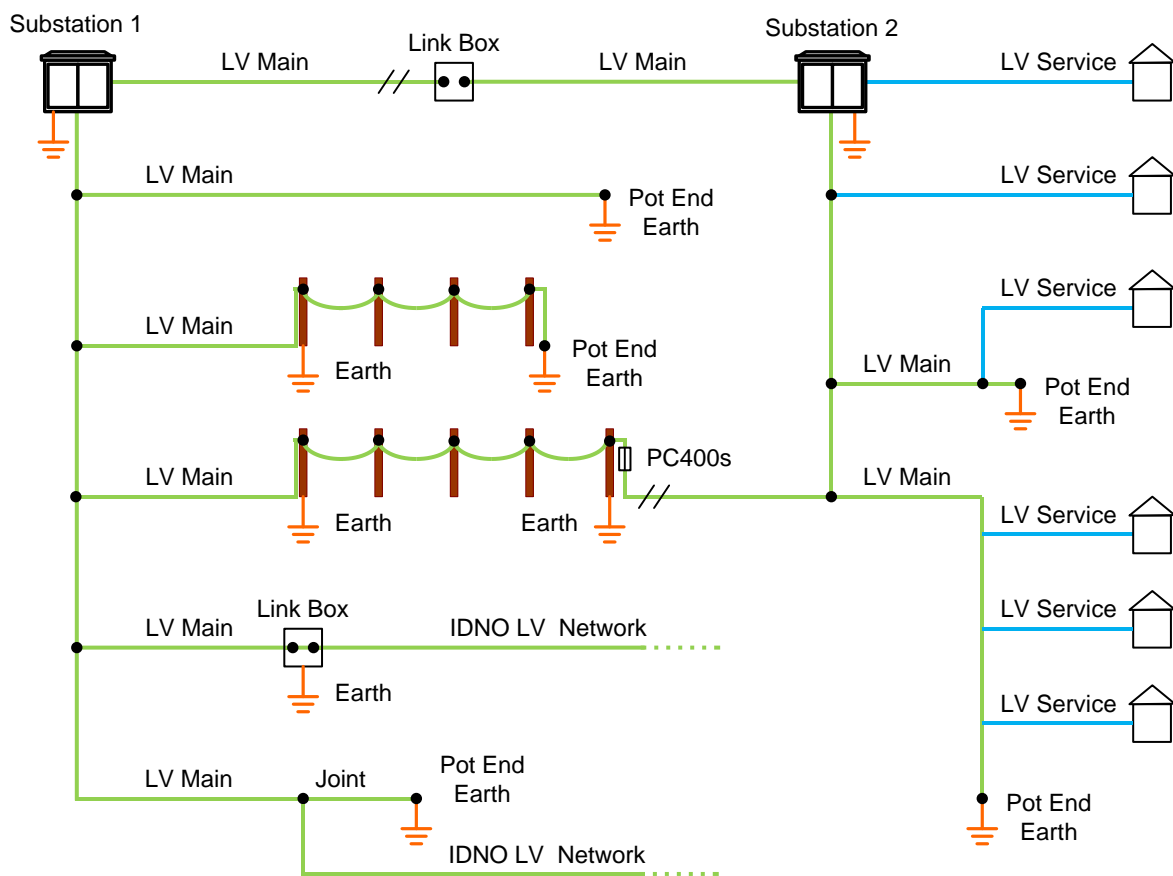 Substation 1
Link Box
Substation 2
LV Main
LV Main
LV Service
LV Main
Pot End
Earth
LV Service
LV Service
LV Main
Earth
Pot End
Earth
LV Main
Pot End
Earth
LV Main
PC400s
LV Main
Earth
Earth
LV Service
Link Box
LV Main
IDNO LV Network
LV Service
Earth
LV Service
LV Main
Joint
Pot End
Earth
Pot End
Earth
IDNO LV Network